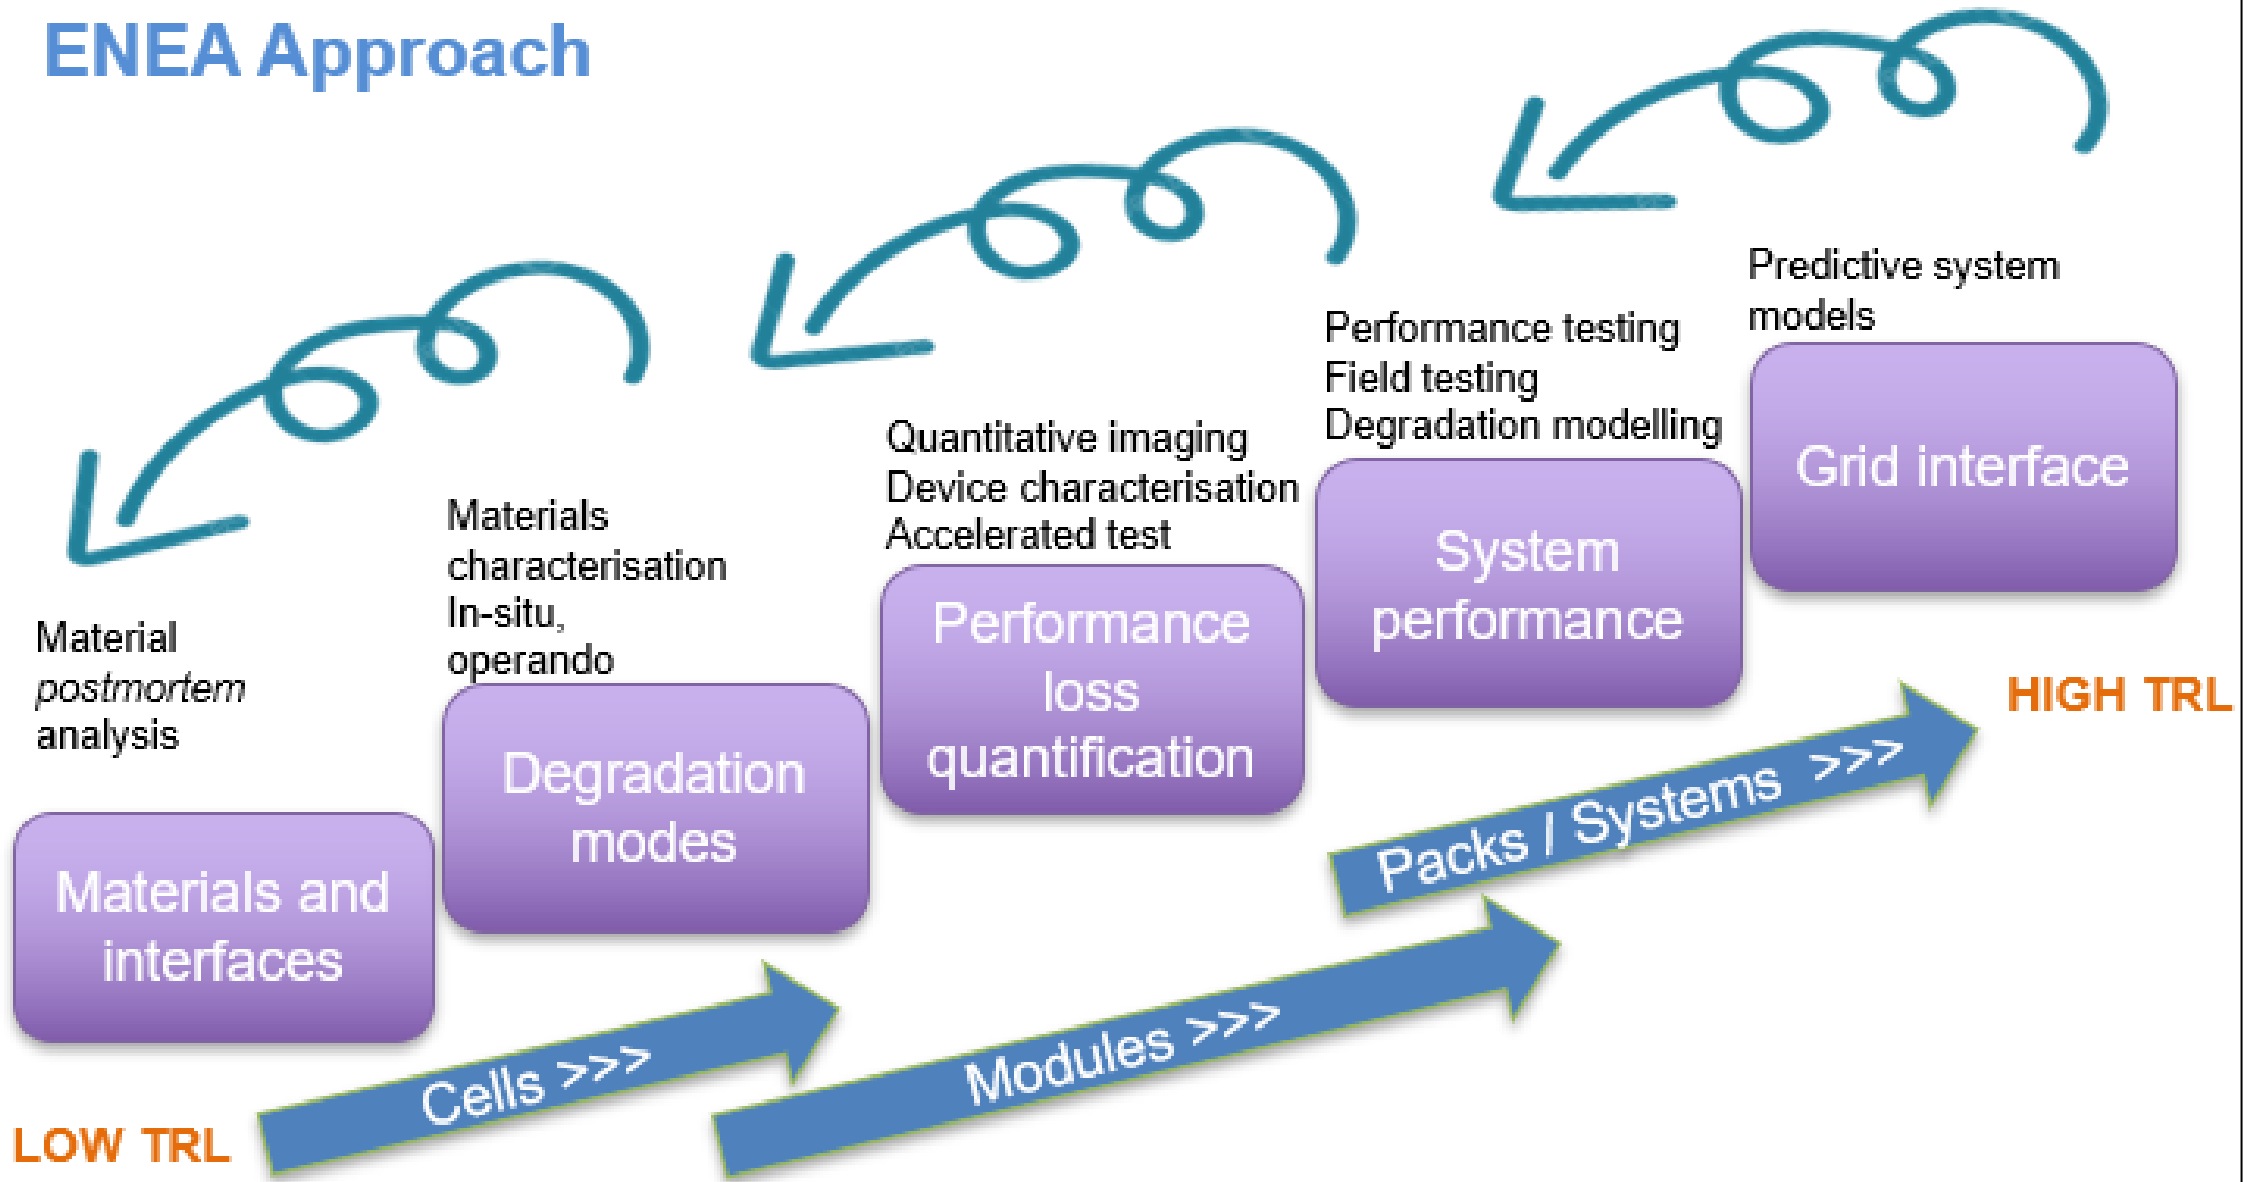 ENEA Approach
Predictive system
models
Performance testing
Field testing
Degradation modelling
Quantitative imaging
Device characterisation
Accelerated test
Materials
characterisation
In-situ,
operando
Material
postmortem
analysis
Grid interface
System
performance
Performance
loss
quantification
Degradation
modes
Materials and
interfaces
HIGH TRL
Packs / Systems >>>
Modules >>>
Cells >>>
LOW TRL